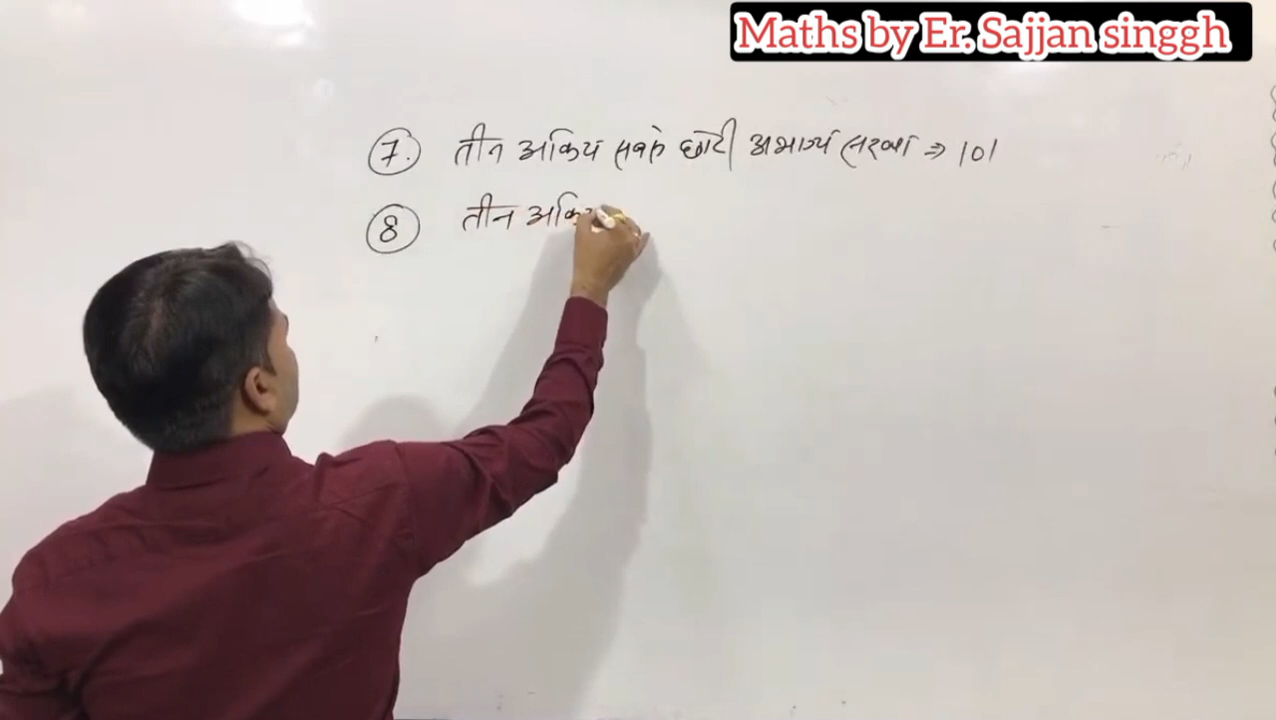 Maths by Er. Sajjan singgh
7. तीन अंकिय सबसे छोटी अभाज्य संख्या ⇒ 101
8 तीन